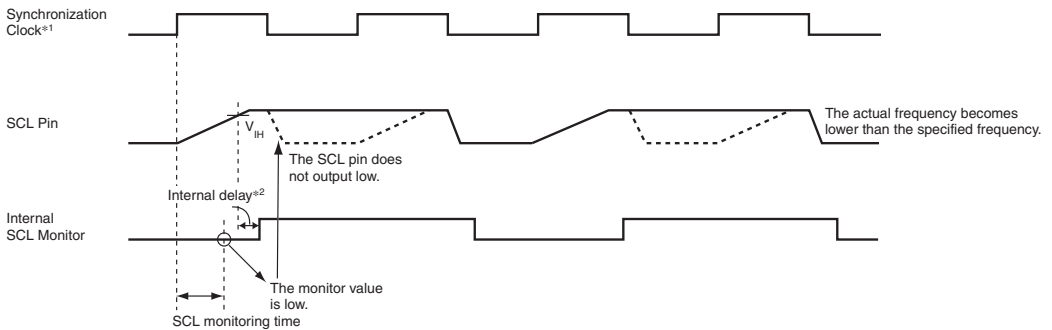 Synchronization
Clock*1
SCL Pin
VIH
The SCL pin does
not output low.
The actual frequency becomes
lower than the specified frequency.
Internal delay*2
Internal
SCL Monitor
The monitor value
is low.
SCL monitoring time